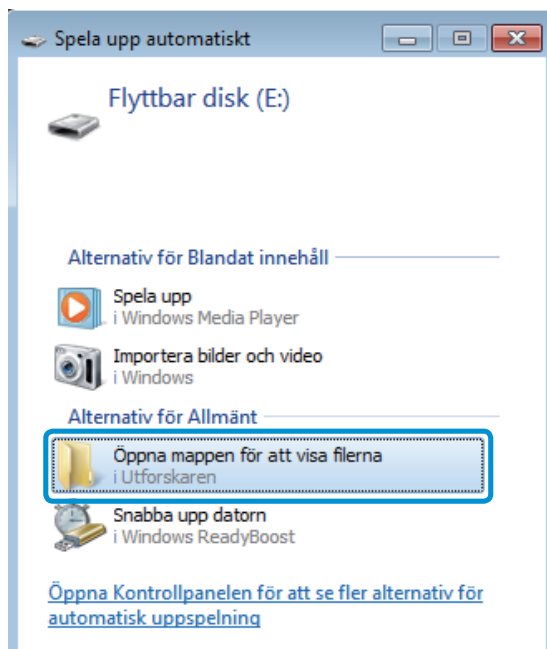 Spela upp automatiskt
Flyttbar disk (E:)
Alternativ för Blandat innehåll
Spela upp
i Windows Media Player
Importera bilder och video
i Windows
Alternativ för Allmänt
Öppna mappen för att visa filerna
i Utforskaren
Snabba upp datorn
i Windows ReadyBoost
Öppna Kontrollpanelen för att se fler alternativ för
automatisk uppspelning